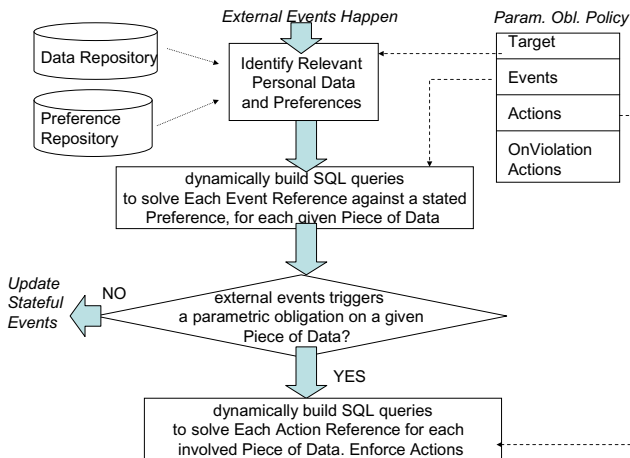 External Events Happen
Param. Obl. Policy
Data Repository
Identify Relevant
Personal Data
and Preferences
Target
Events
Actions
OnViolation
Actions
Preference
Repository
dynamically build SQL queries
to solve Each Event Reference against a stated
Preference, for each given Piece of Data
Update
Stateful
Events
NO
external events triggers
a parametric obligation on a given
Piece of Data?
YES
dynamically build SQL queries
to solve Each Action Reference for each
involved Piece of Data. Enforce Actions